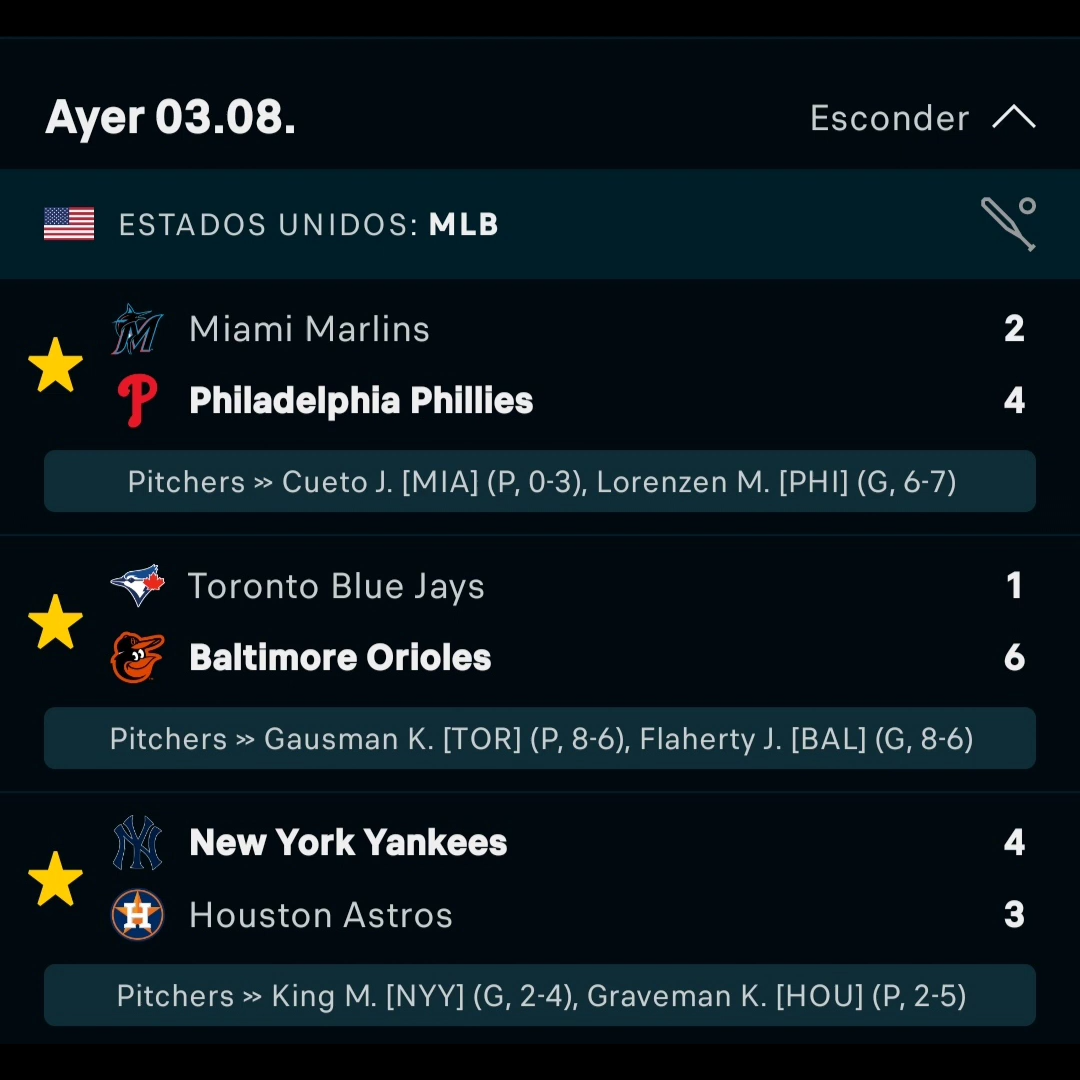 Ayer 03.08.
Esconder
ESTADOS UNIDOS: MLB
Miami Marlins 2
Philadelphia Phillies 4
Pitchers » Cueto J. [MIA] (P, 0-3), Lorenzen M. [PHI] (G, 6-7)
Toronto Blue Jays 1
Baltimore Orioles 6
Pitchers » Gausman K. [TOR] (P, 8-6), Flaherty J. [BAL] (G, 8-6)
New York Yankees 4
Houston Astros 3
Pitchers » King M. [NYY] (G, 2-4), Graveman K. [HOU] (P, 2-5)